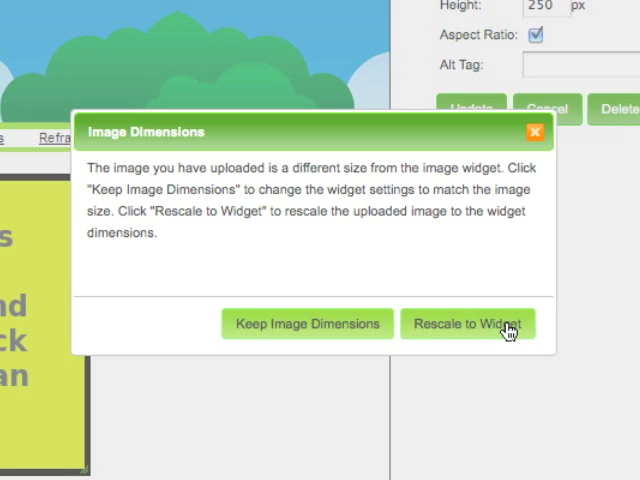 Height: 250 px
Aspect Ratio:
Alt Tag:
Update Cancel Delete
s Refra
Image Dimensions
The image you have uploaded is a different size from the image widget. Click
"Keep Image Dimensions" to change the widget settings to match the image
size. Click "Rescale to Widget" to rescale the uploaded image to the widget
dimensions.
s
nd
ck
an
Keep Image Dimensions Rescale to Widget